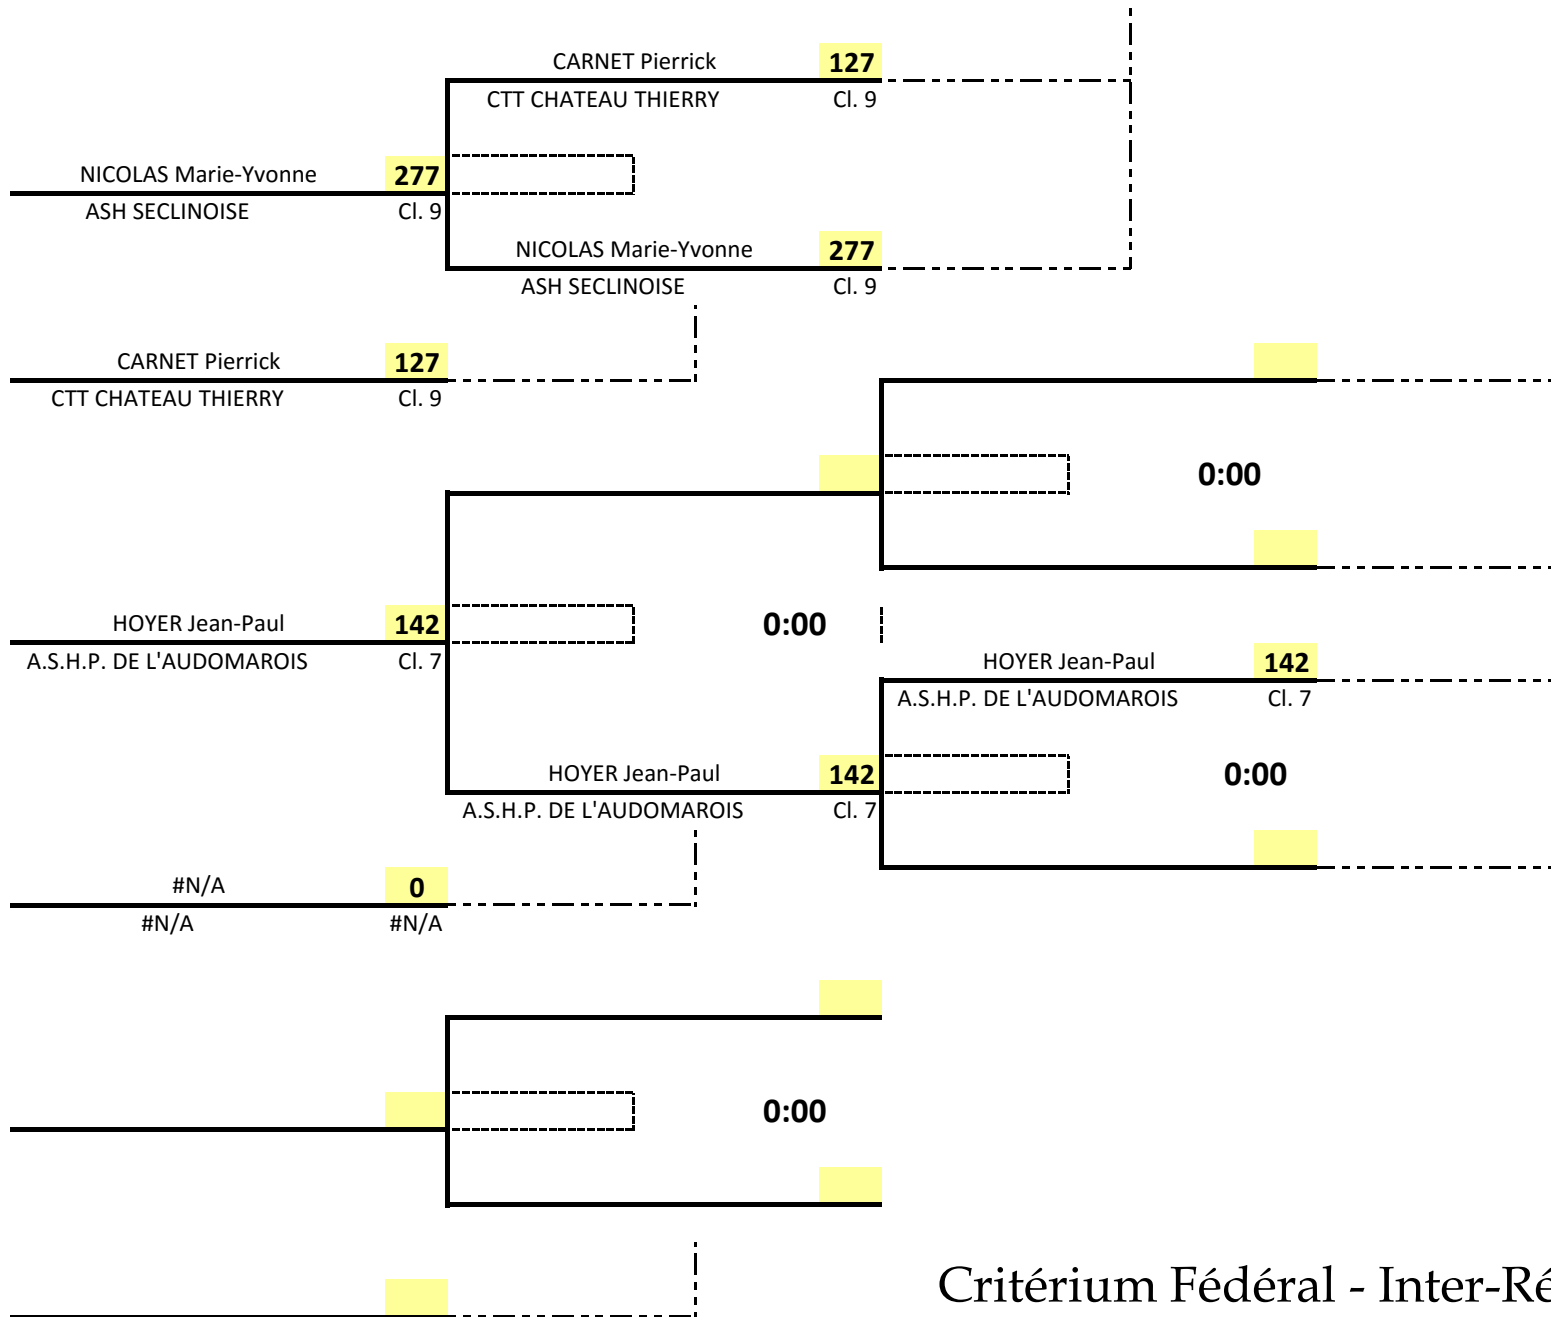 CARNET Pierrick 127
CTT CHATEAU THIERRY Cl. 9
NICOLAS Marie-Yvonne 277
ASH SECLINOISE Cl. 9
NICOLAS Marie-Yvonne 277
ASH SECLINOISE Cl. 9
CARNET Pierrick 127
CTT CHATEAU THIERRY Cl. 9
0:00
HOYER Jean-Paul 142 0:00
A.S.H.P. DE L'AUDOMAROIS Cl. 7
HOYER Jean-Paul 142
A.S.H.P. DE L'AUDOMAROIS Cl. 7
HOYER Jean-Paul 142 0:00
A.S.H.P. DE L'AUDOMAROIS Cl. 7
#N/A 0
#N/A #N/A
0:00
Critérium Fédéral - Inter-Ré